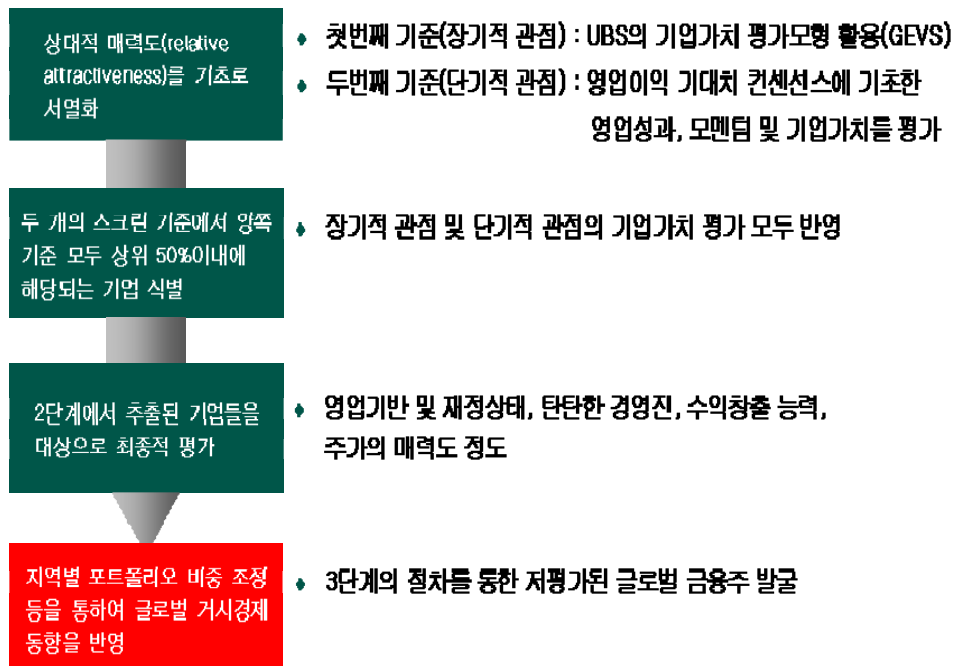 상대적 매력도(relative
attractiveness)를 기초로
서열화
• 첫번째 기준(장기적 관점) : UBS의 기업가치 평가모형 활용(GEVS)
• 두번째 기준(단기적 관점) : 영업이익 기대치 컨센선스에 기초한
영업성과, 모멘텀 및 기업가치를 평가
두 개의 스크린 기준에서 양쪽
기준 모두 상위 50%이내에
해당되는 기업 식별
• 장기적 관점 및 단기적 관점의 기업가치 평가 모두 반영
2단계에서 추출된 기업들을
대상으로 최종적 평가
• 영업기반 및 재정상태, 탄탄한 경영진, 수익창출 능력,
주가의 매력도 정도
지역별 포트폴리오 비중 조정
등을 통하여 글로벌 거시경제
동향을 반영
• 3단계의 절차를 통한 저평가된 글로벌 금융주 발굴